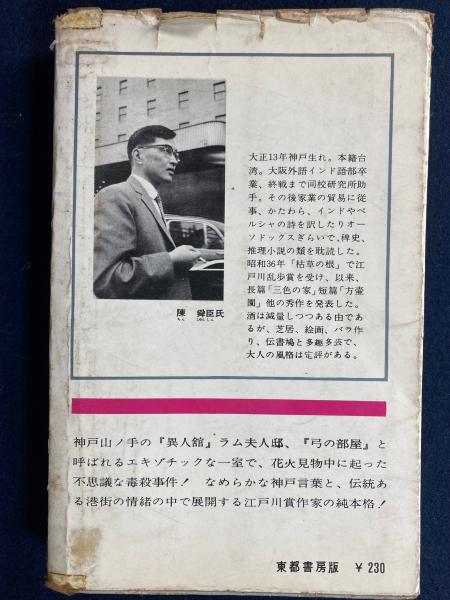 大正13年神戸生れ。本籍台
湾。大阪外語インド語部卒
業、終戦まで同校研究所助
手。その後家業の貿易に従
事、かたわら、インドやペ
ルシャの詩を訳したりオー
ソドックスぎらいで、稗史、
推理小説の類を耽読した。
昭和36年「枯草の根」で江
戸川乱歩賞を受け、以来、
長篇「三色の家」短篇「方壷
園」他の秀作を発表した。
酒は減量しつつある由であ
るが、芝居、絵画、バラ作
り、伝書鳩と多趣多芸で、
大人の風格は定評がある。
陳 舜臣氏
ちん しゅんしん
神戸山ノ手の『異人舘』ラム夫人邸、『弓の部屋』と
呼ばれるエキゾチックな一室で、花火見物中に起った
不思議な毒殺事件！ なめらかな神戸言葉と、伝統あ
る港街の情緒の中で展開する江戸川賞作家の純本格！
東都書房版 ￥230